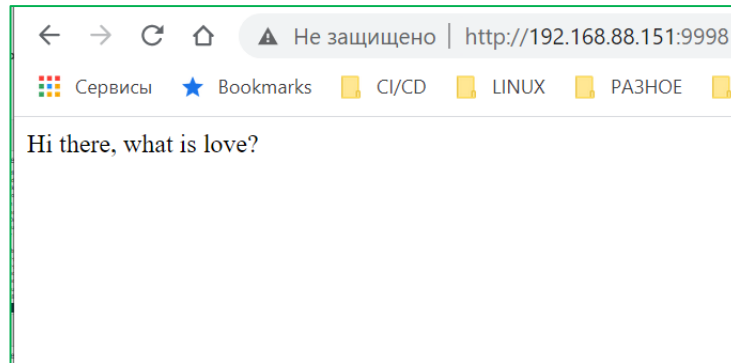 Не защищено | http://192.168.88.151:9998
Сервисы Bookmarks CI/CD LINUX РАЗНОЕ
Hi there, what is love?